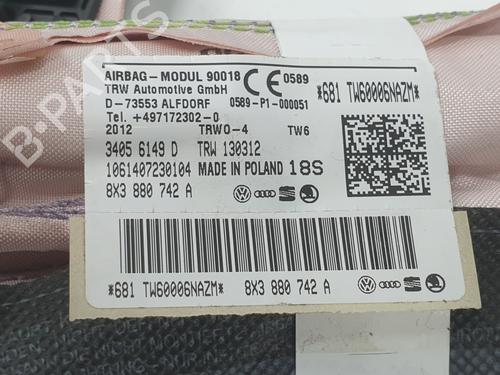 AIRBAG-MODUL 90018 CE 0589
TRW Automotive GmbH
D-73553 ALFDORF 0589-P1-000051
Tel. +497172302-0
2012 TRWO-4 TW6
3405 6149 D TRW 130312
1061407230104 MADE IN POLAND 18S
8X3 880 742 A
*681 TW60006NAZM*
*681 TW60006NAZM* 8X3 880 742 A